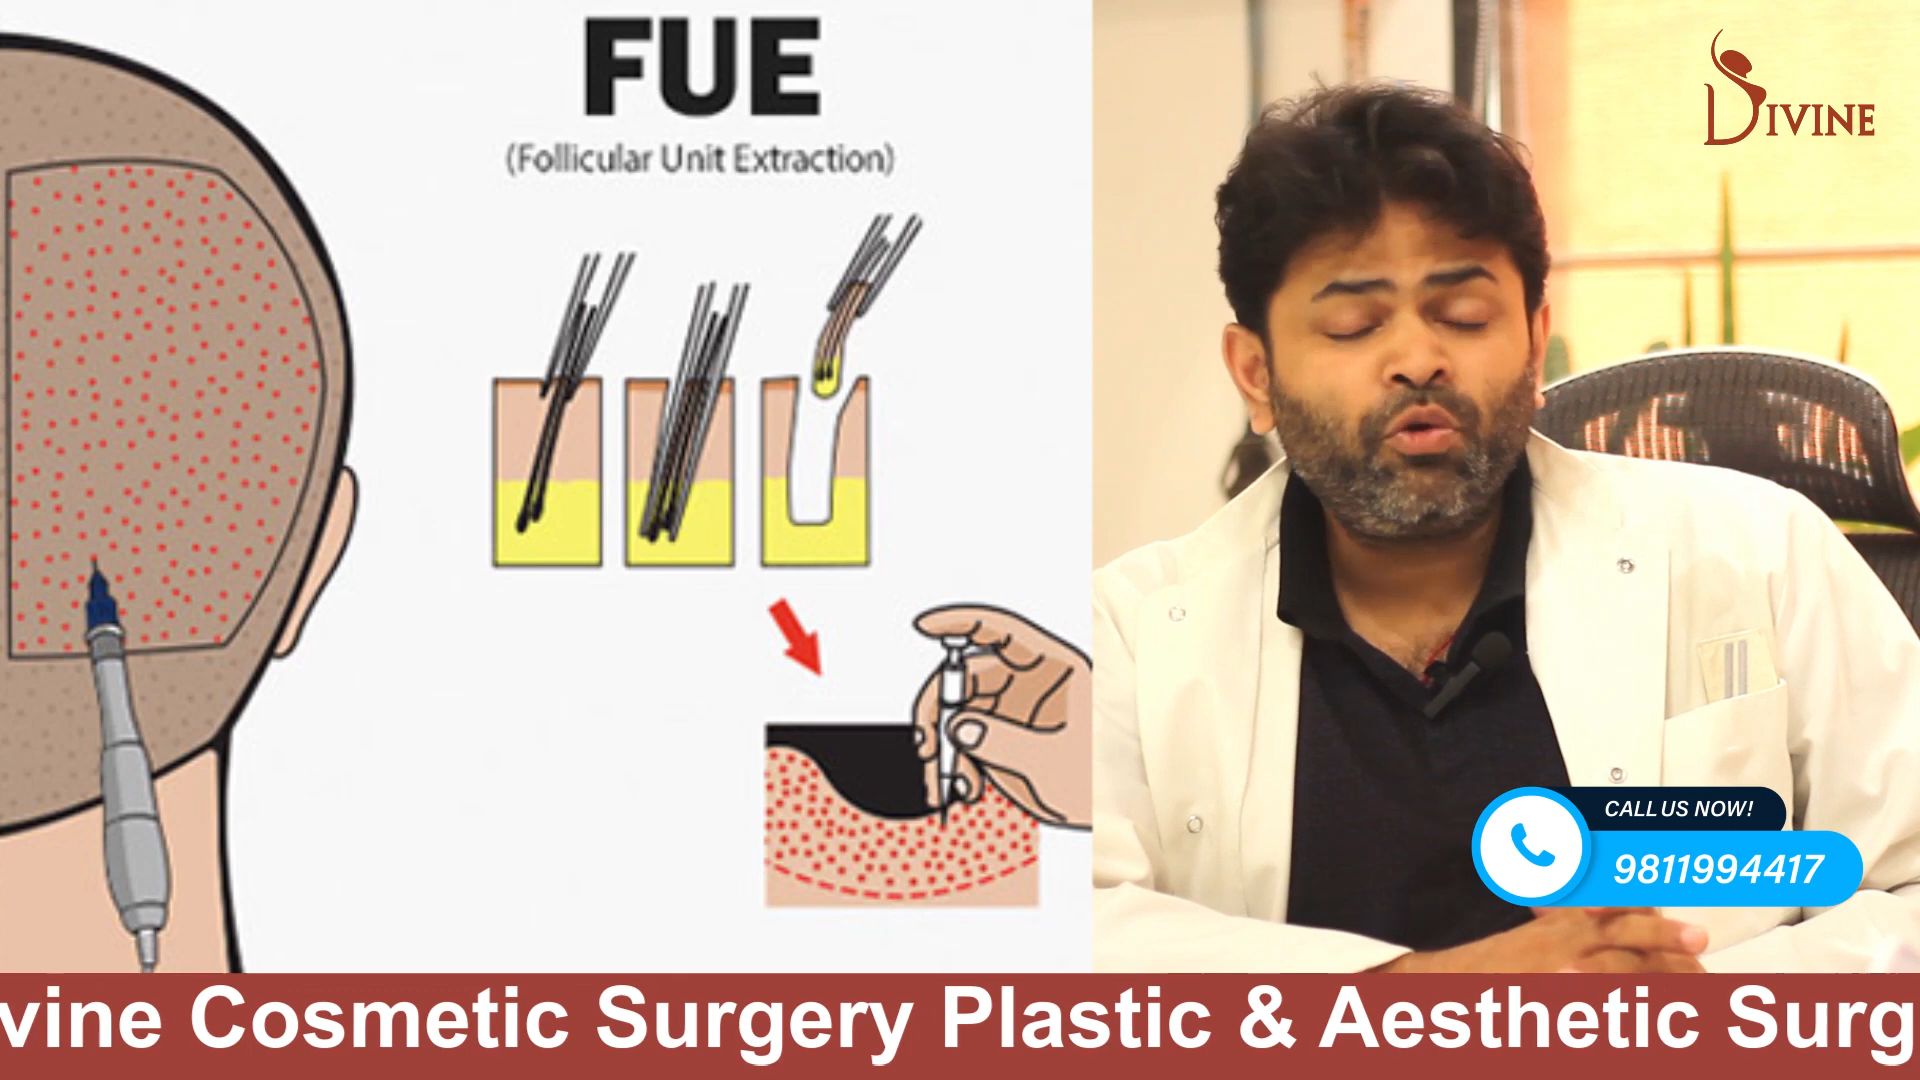 FUE
(Follicular Unit Extraction)
DIVINE
CALL US NOW!
9811994417
vine Cosmetic Surgery Plastic & Aesthetic Surg